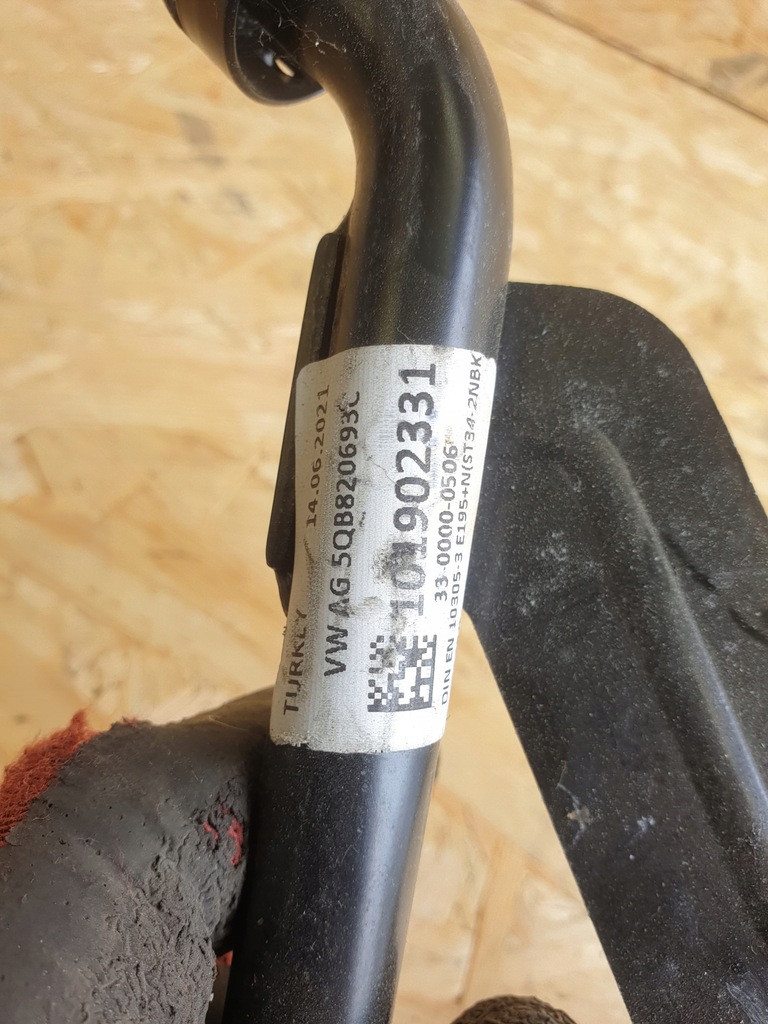 TURKEY 14.06.2021
VW AG 5QB820693C
101902331
33-0000-0506
DIN EN 10305-3 E195+N(ST34-2NBK